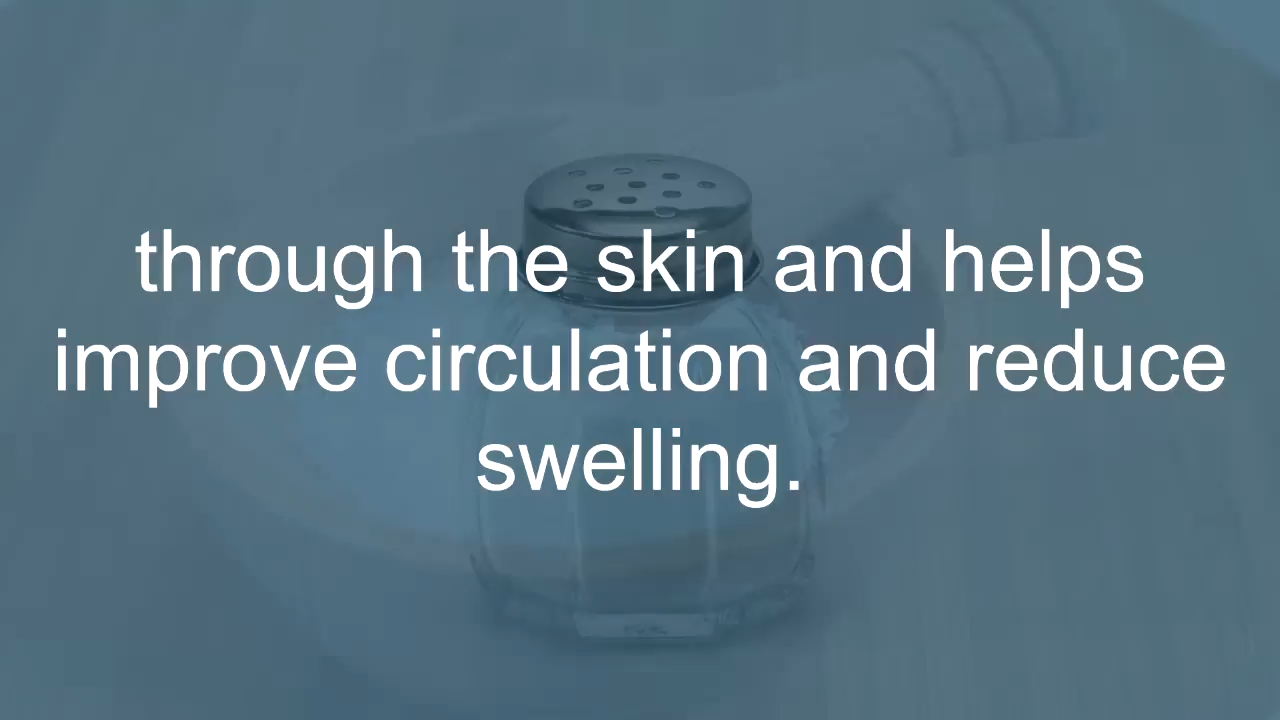 through the skin and helps
improve circulation and reduce
swelling.